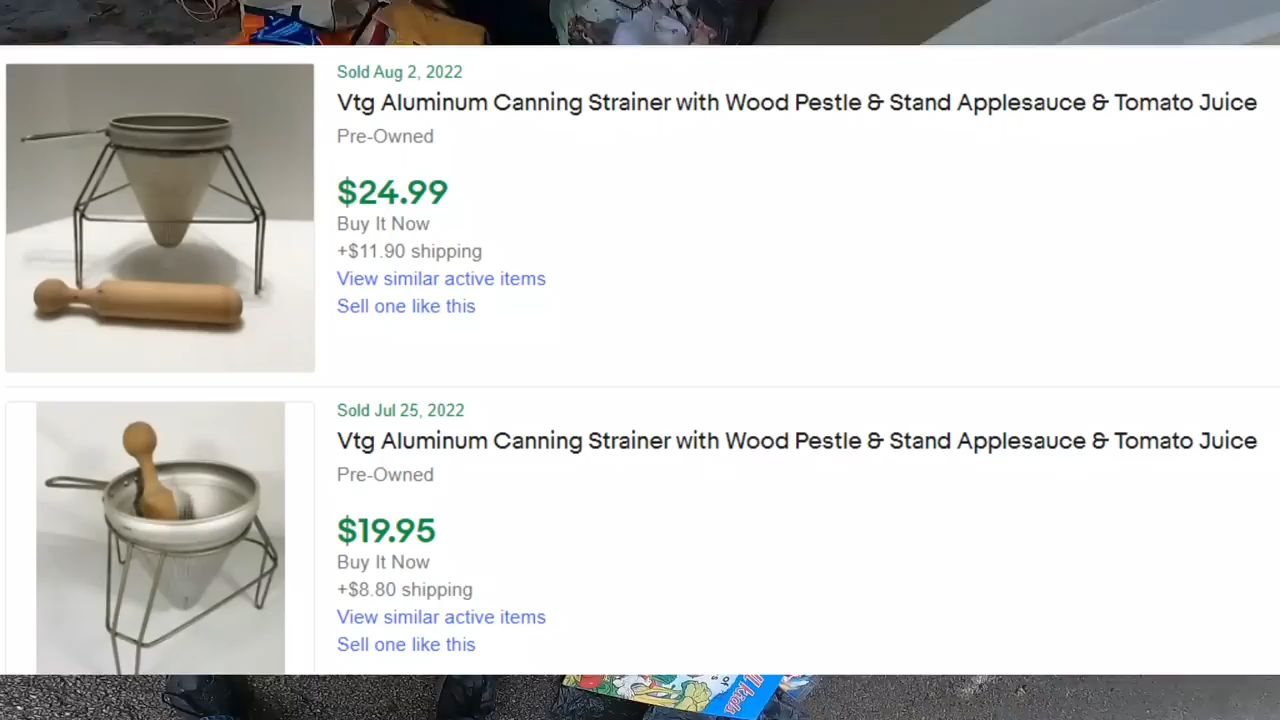 Sold Aug 2, 2022
Vtg Aluminum Canning Strainer with Wood Pestle & Stand Applesauce & Tomato Juice
Pre-Owned
$24.99
Buy It Now
+$11.90 shipping
View similar active items
Sell one like this
Sold Jul 25, 2022
Vtg Aluminum Canning Strainer with Wood Pestle & Stand Applesauce & Tomato Juice
Pre-Owned
$19.95
Buy It Now
+$8.80 shipping
View similar active items
Sell one like this